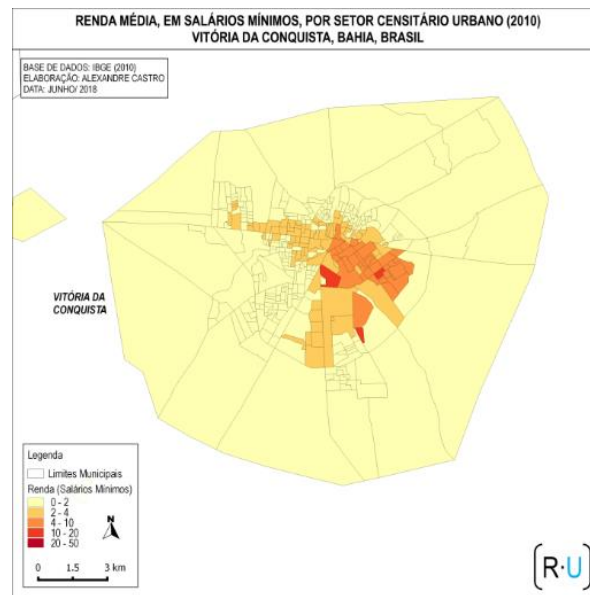 RENDA MÉDIA, EM SALÁRIOS MÍNIMOS, POR SETOR CENSITÁRIO URBANO (2010)
VITÓRIA DA CONQUISTA, BAHIA, BRASIL
BASE DE DADOS: IBGE (2010)
ELABORAÇÃO: ALEXANDRE CASTRO
DATA: JUNHO/ 2018
VITÓRIA DA
CONQUISTA
Legenda
Limites Municipais
Renda (Salários Mínimos)
0 - 2
2 - 4
4 - 10
10 - 20
20 - 50
N
0 1.5 3 km
[R·U]